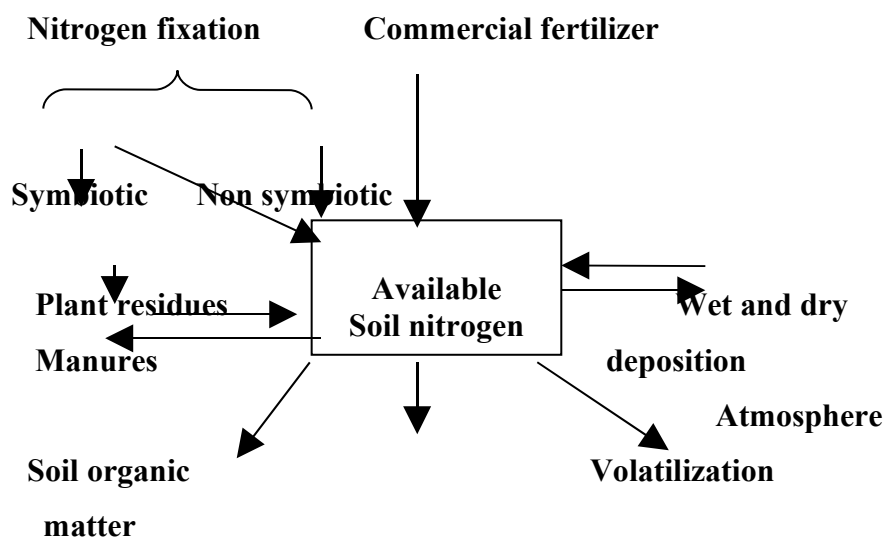 Nitrogen fixation Commercial fertilizer
Symbiotic Non symbiotic
Available
Soil nitrogen
Plant residues Wet and dry
Manures deposition
Atmosphere
Soil organic Volatilization
matter